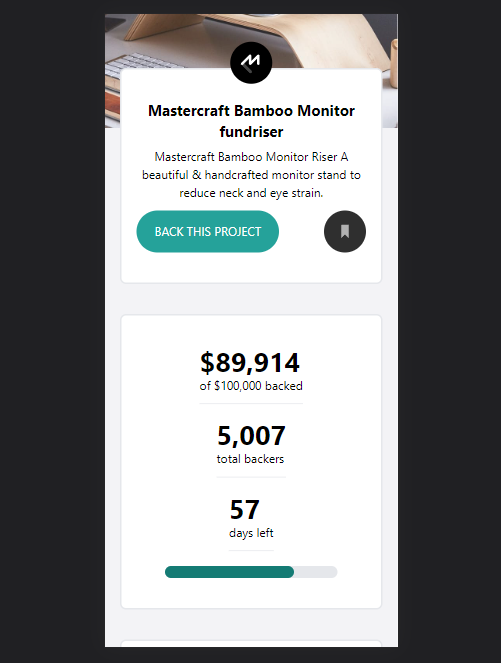 Mastercraft Bamboo Monitor
fundriser
Mastercraft Bamboo Monitor Riser A
beautiful & handcrafted monitor stand to
reduce neck and eye strain.
BACK THIS PROJECT
$89,914
of $100,000 backed
5,007
total backers
57
days left